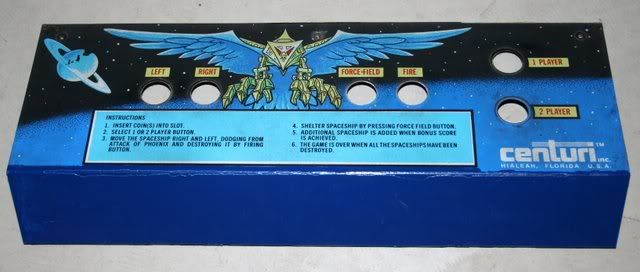 1 PLAYER
LEFT RIGHT FORCE-FIELD FIRE
2 PLAYER
INSTRUCTIONS
1. INSERT COIN(S) INTO SLOT.
2. SELECT 1 OR 2 PLAYER BUTTON.
3. MOVE THE SPACESHIP RIGHT AND LEFT, DODGING FROM
ATTACK OF PHOENIX AND DESTROYING IT BY FIRING
BUTTON.
4. SHELTER SPACESHIP BY PRESSING FORCE FIELD BUTTON.
5. ADDITIONAL SPACESHIP IS ADDED WHEN BONUS SCORE
IS ACHIEVED.
6. THE GAME IS OVER WHEN ALL THE SPACESHIPS HAVE BEEN
DESTROYED.
centuri inc. TM
HIALEAH, FLORIDA U.S.A.